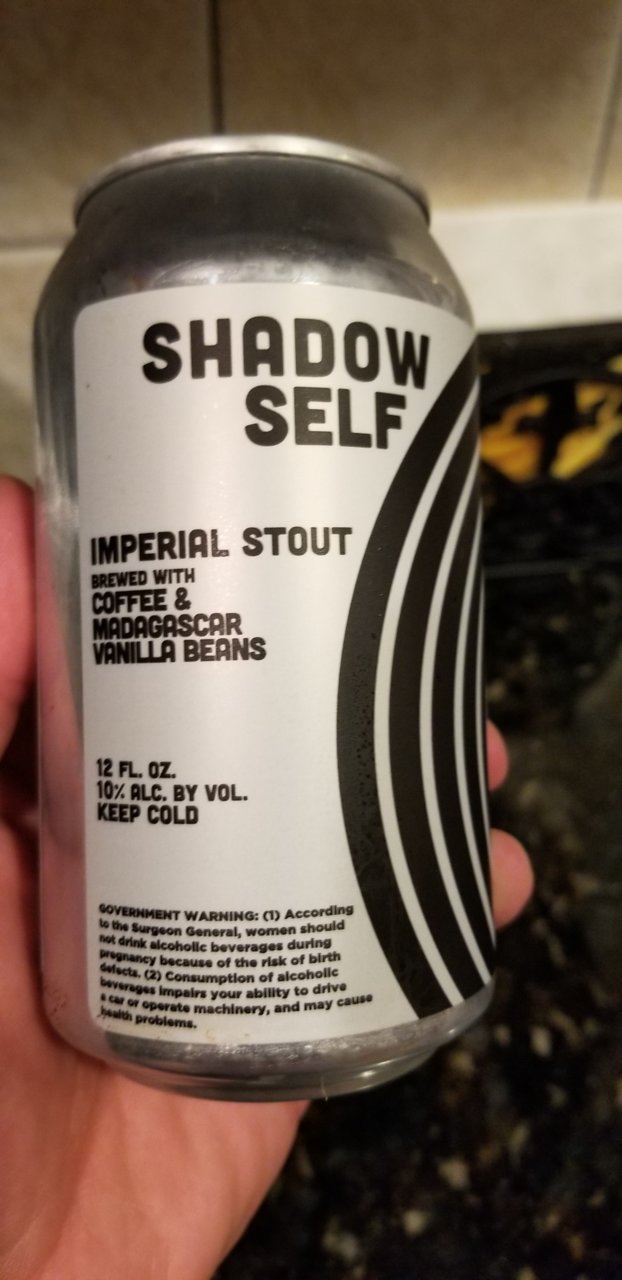 SHADOW
SELF
IMPERIAL STOUT
BREWED WITH
COFFEE &
MADAGASCAR
VANILLA BEANS
12 FL. OZ.
10% ALC. BY VOL.
KEEP COLD
GOVERNMENT WARNING: (1) According
to the Surgeon General, women should
not drink alcoholic beverages during
pregnancy because of the risk of birth
defects. (2) Consumption of alcoholic
beverages impairs your ability to drive
a car or operate machinery, and may cause
health problems.